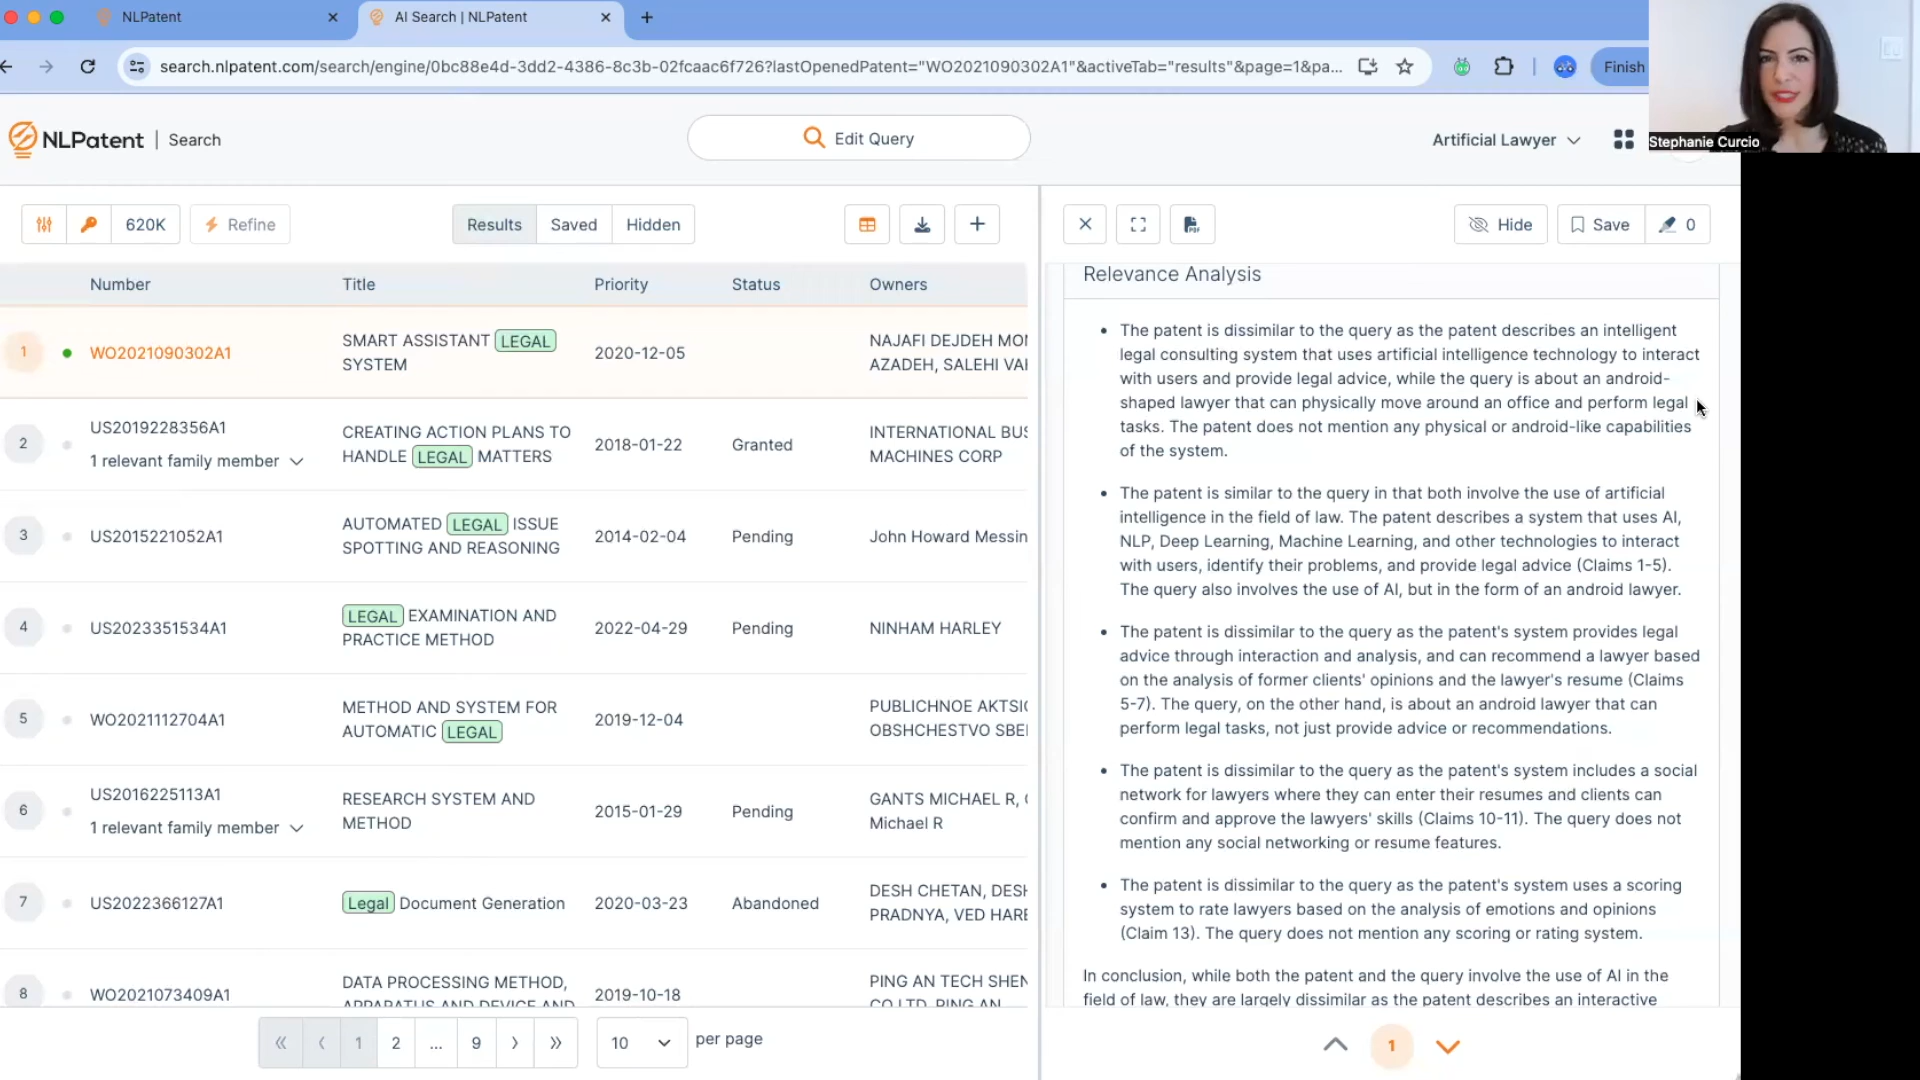 NLPatent
AI Search | NLPatent
search.nlpatent.com/search/engine/0bc88e4d-3dd2-4386-8c3b-02fcaac6f726?lastOpenedPatent="WO2021090302A1"&activeTab="results"&page=1&pa...
Finish
Stephanie Curcio
NLPatent | Search
Edit Query
Artificial Lawyer
620K
Refine
Results
Saved
Hidden
Hide
Save
0
Number
Title
Priority
Status
Owners
1
WO2021090302A1
SMART ASSISTANT LEGAL
SYSTEM
2020-12-05
NAJAFI DEJDEH MO
AZADEH, SALEHI VA
2
US2019228356A1
1 relevant family member
CREATING ACTION PLANS TO
HANDLE LEGAL MATTERS
2018-01-22
Granted
INTERNATIONAL BUS
MACHINES CORP
3
US2015221052A1
AUTOMATED LEGAL ISSUE
SPOTTING AND REASONING
2014-02-04
Pending
John Howard Messin
4
US2023351534A1
LEGAL EXAMINATION AND
PRACTICE METHOD
2022-04-29
Pending
NINHAM HARLEY
5
WO2021112704A1
METHOD AND SYSTEM FOR
AUTOMATIC LEGAL
2019-12-04
PUBLICHNOE AKTSI
OBSHCHESTVO SBE
6
US2016225113A1
1 relevant family member
RESEARCH SYSTEM AND
METHOD
2015-01-29
Pending
GANTS MICHAEL R,
Michael R
7
US2022366127A1
Legal Document Generation
2020-03-23
Abandoned
DESH CHETAN, DESH
PRADNYA, VED HAR
8
WO2021073409A1
DATA PROCESSING METHOD,
APPARATUS AND DEVICE AND
2019-10-18
PING AN TECH SHEN
CO LTD, PING AN
« ‹ 1 2 ... 9 › »
10
per page
Relevance Analysis
• The patent is dissimilar to the query as the patent describes an intelligent
legal consulting system that uses artificial intelligence technology to interact
with users and provide legal advice, while the query is about an android-
shaped lawyer that can physically move around an office and perform legal
tasks. The patent does not mention any physical or android-like capabilities
of the system.
• The patent is similar to the query in that both involve the use of artificial
intelligence in the field of law. The patent describes a system that uses AI,
NLP, Deep Learning, Machine Learning, and other technologies to interact
with users, identify their problems, and provide legal advice (Claims 1-5).
The query also involves the use of AI, but in the form of an android lawyer.
• The patent is dissimilar to the query as the patent's system provides legal
advice through interaction and analysis, and can recommend a lawyer based
on the analysis of former clients' opinions and the lawyer's resume (Claims
5-7). The query, on the other hand, is about an android lawyer that can
perform legal tasks, not just provide advice or recommendations.
• The patent is dissimilar to the query as the patent's system includes a social
network for lawyers where they can enter their resumes and clients can
confirm and approve the lawyers' skills (Claims 10-11). The query does not
mention any social networking or resume features.
• The patent is dissimilar to the query as the patent's system uses a scoring
system to rate lawyers based on the analysis of emotions and opinions
(Claim 13). The query does not mention any scoring or rating system.
In conclusion, while both the patent and the query involve the use of AI in the
field of law, they are largely dissimilar as the patent describes an interactive
1